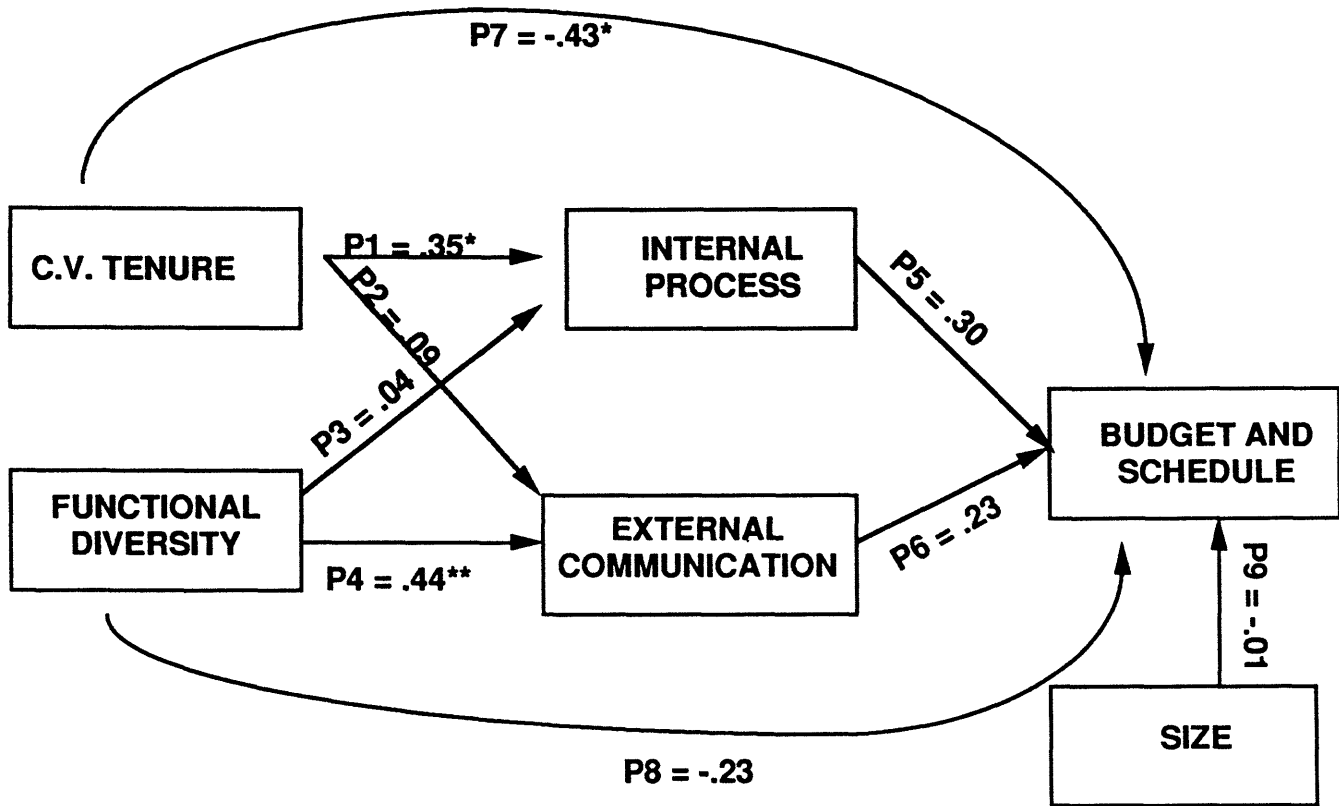 P7 = -.43*
C.V. TENURE
P1 = .35*
INTERNAL
PROCESS
P2 = .09
P5 = .30
P3 = .04
BUDGET AND
SCHEDULE
FUNCTIONAL
DIVERSITY
P4 = .44**
EXTERNAL
COMMUNICATION
P6 = .23
P9 = -.01
SIZE
P8 = -.23